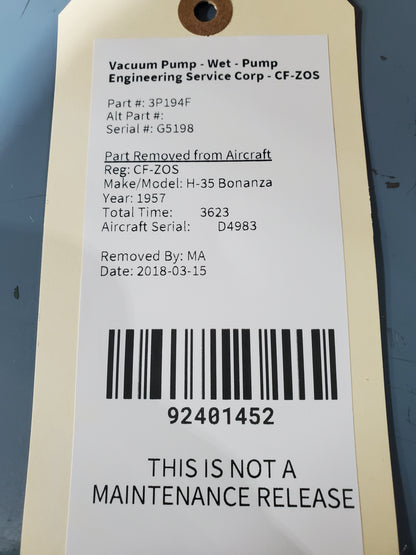 Vacuum Pump - Wet - Pump
Engineering Service Corp - CF-ZOS
Part #: 3P194F
Alt Part #:
Serial #: G5198
Part Removed from Aircraft
Reg: CF-ZOS
Make/Model: H-35 Bonanza
Year: 1957
Total Time: 3623
Aircraft Serial: D4983
Removed By: MA
Date: 2018-03-15
92401452
THIS IS NOT A
MAINTENANCE RELEASE